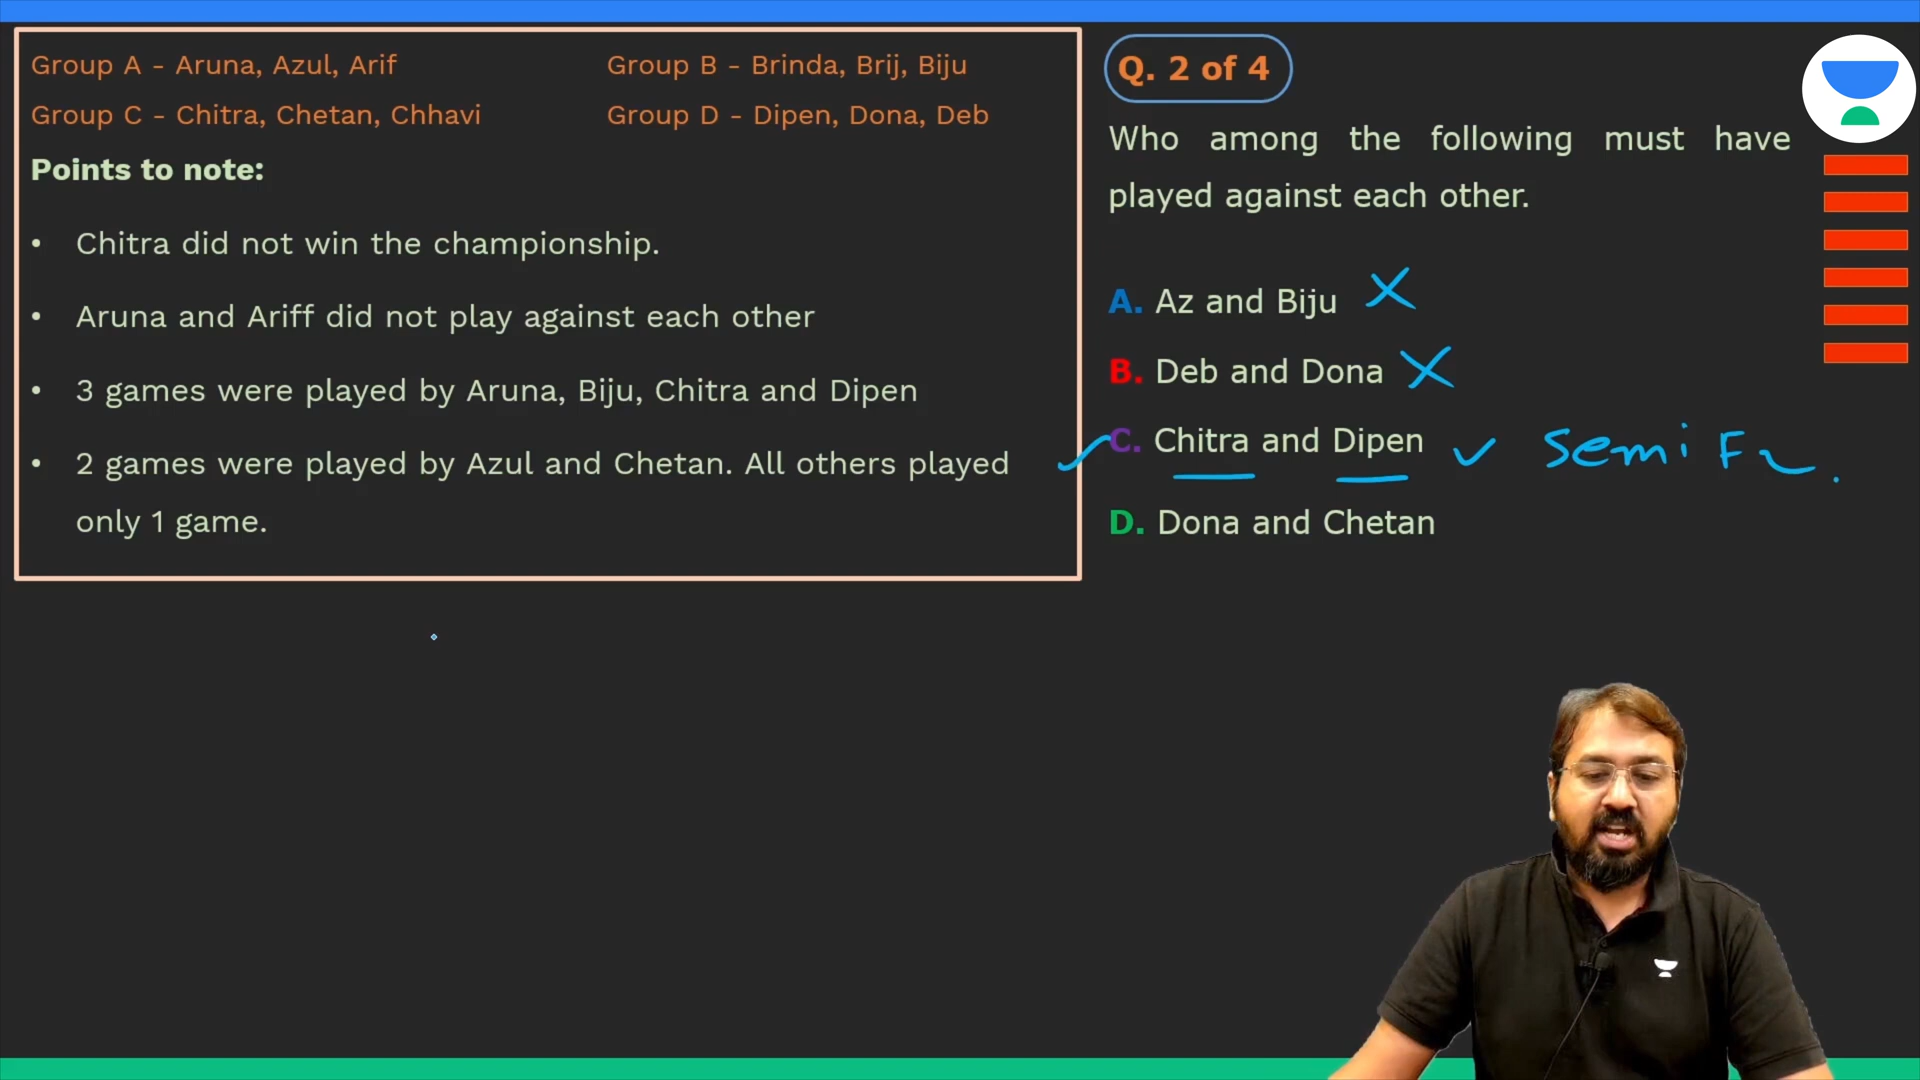 Group A - Aruna, Azul, Arif
Group B - Brinda, Brij, Biju
Group C - Chitra, Chetan, Chhavi
Group D - Dipen, Dona, Deb
Points to note:
• Chitra did not win the championship.
• Aruna and Ariff did not play against each other
• 3 games were played by Aruna, Biju, Chitra and Dipen
• 2 games were played by Azul and Chetan. All others played
only 1 game.
Q. 2 of 4
Who among the following must have
played against each other.
A. Az and Biju
B. Deb and Dona
C. Chitra and Dipen
Semi F
D. Dona and Chetan